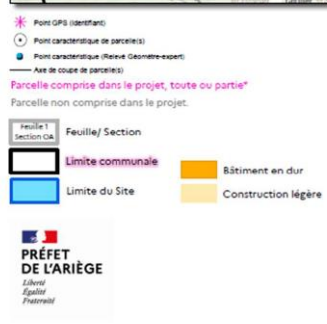 Point GPS (Identifiant)
Point caractéristique de parcelle(s)
Point caractéristique (Relevé Géomètre-expert)
Axe de coupe de parcelle(s)
Parcelle comprise dans le projet, toute ou partie*
Parcelle non comprise dans le projet.
Feuille 1
Section OA
Feuille/ Section
Limite communale
Bâtiment en dur
Limite du Site
Construction légère
PRÉFET
DE L'ARIÈGE
Liberté
Égalité
Fraternité